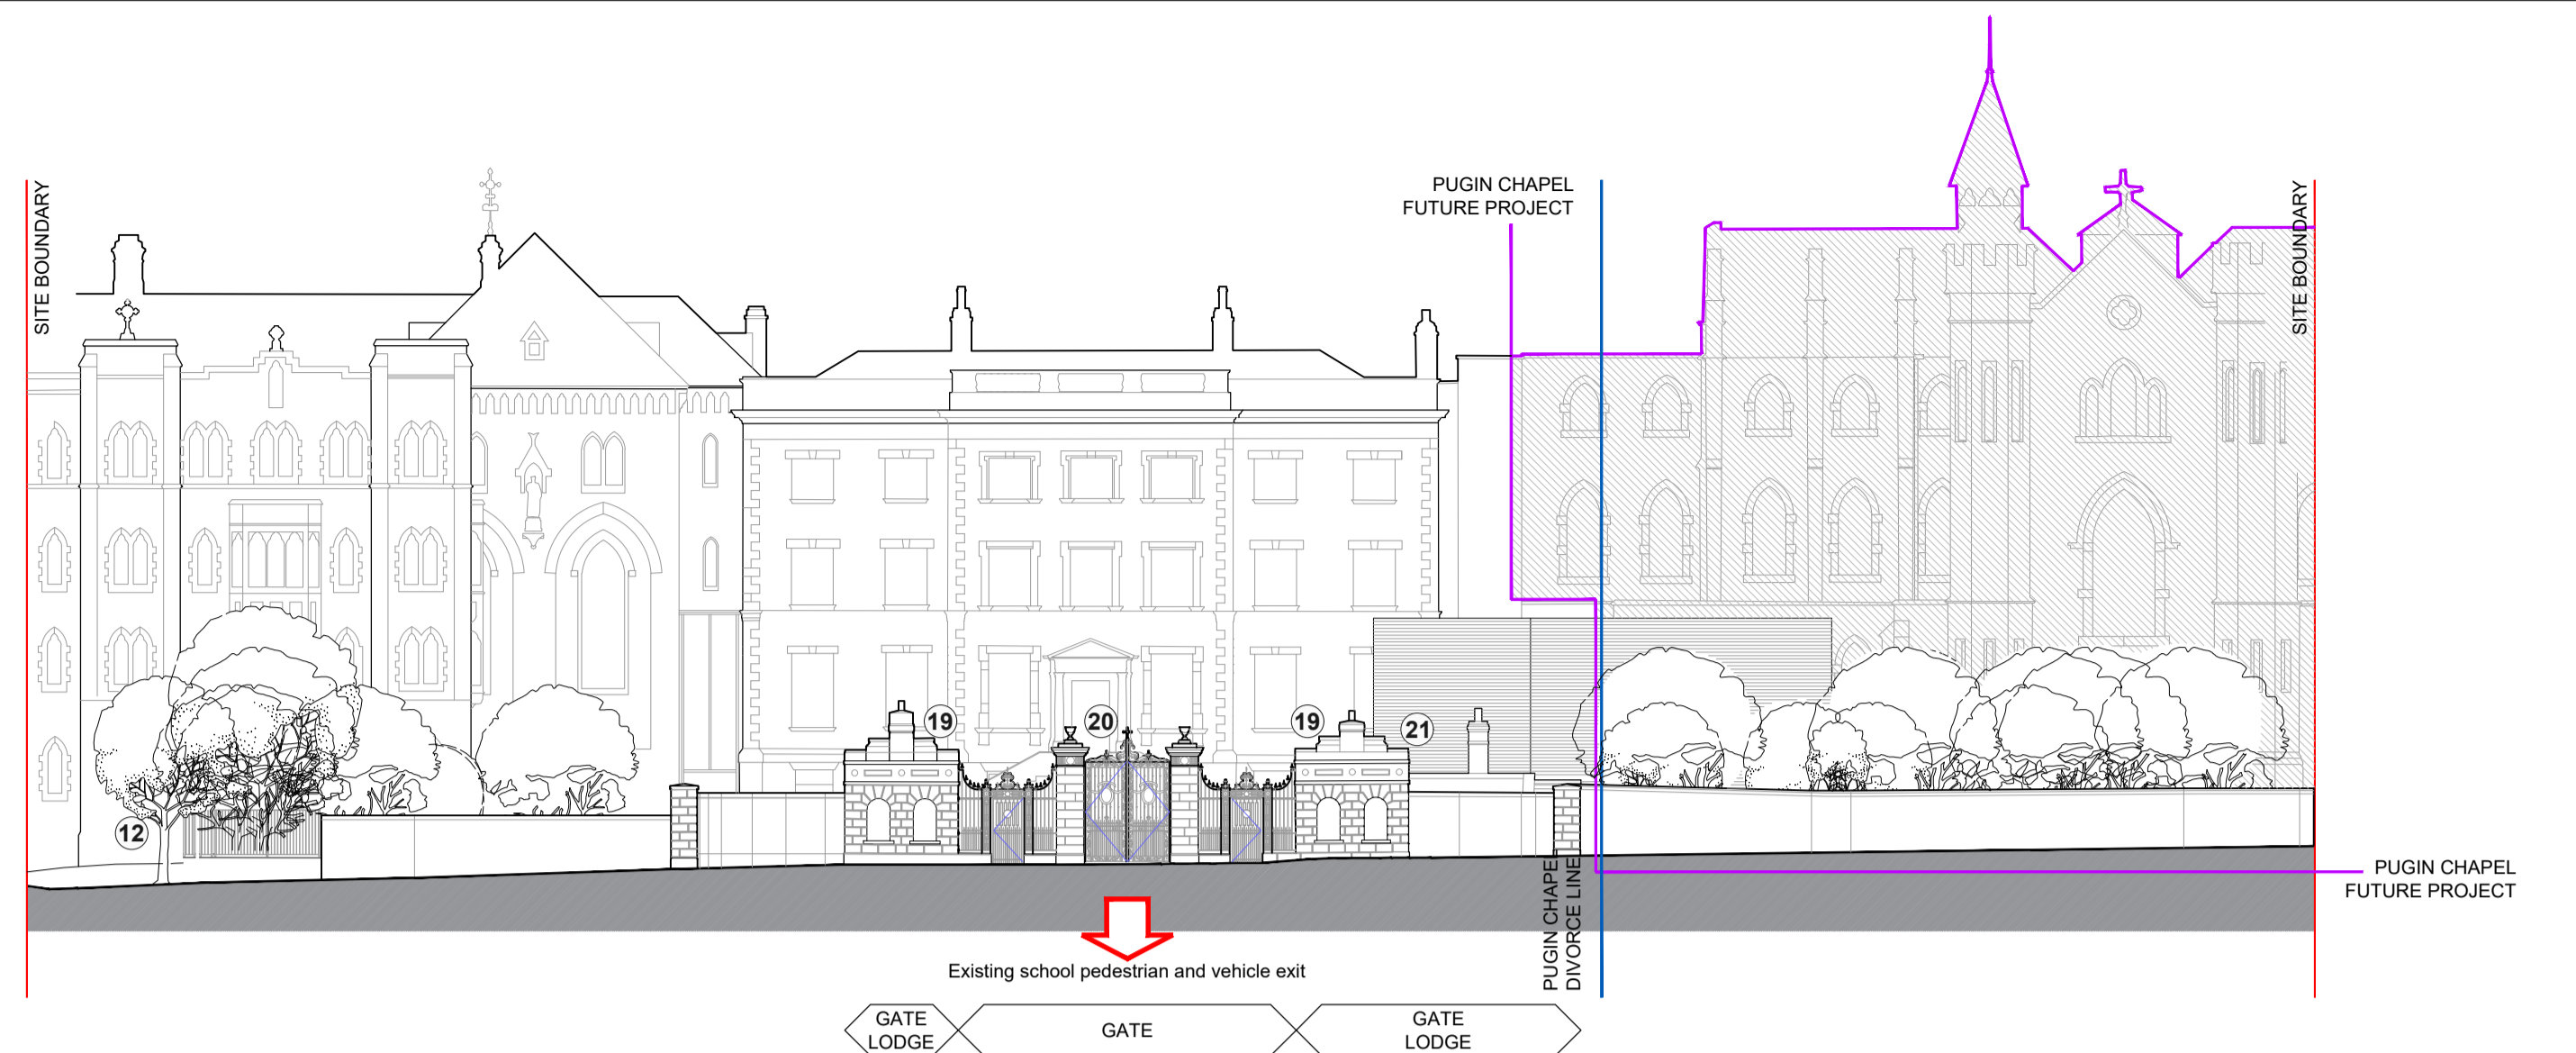 SITE BOUNDARY
PUGIN CHAPEL
FUTURE PROJECT
SITE BOUNDARY
19
20
19
21
12
PUGIN CHAPEL
DIVORCE LINE
PUGIN CHAPEL
FUTURE PROJECT
Existing school pedestrian and vehicle exit
GATE
LODGE
GATE
GATE
LODGE